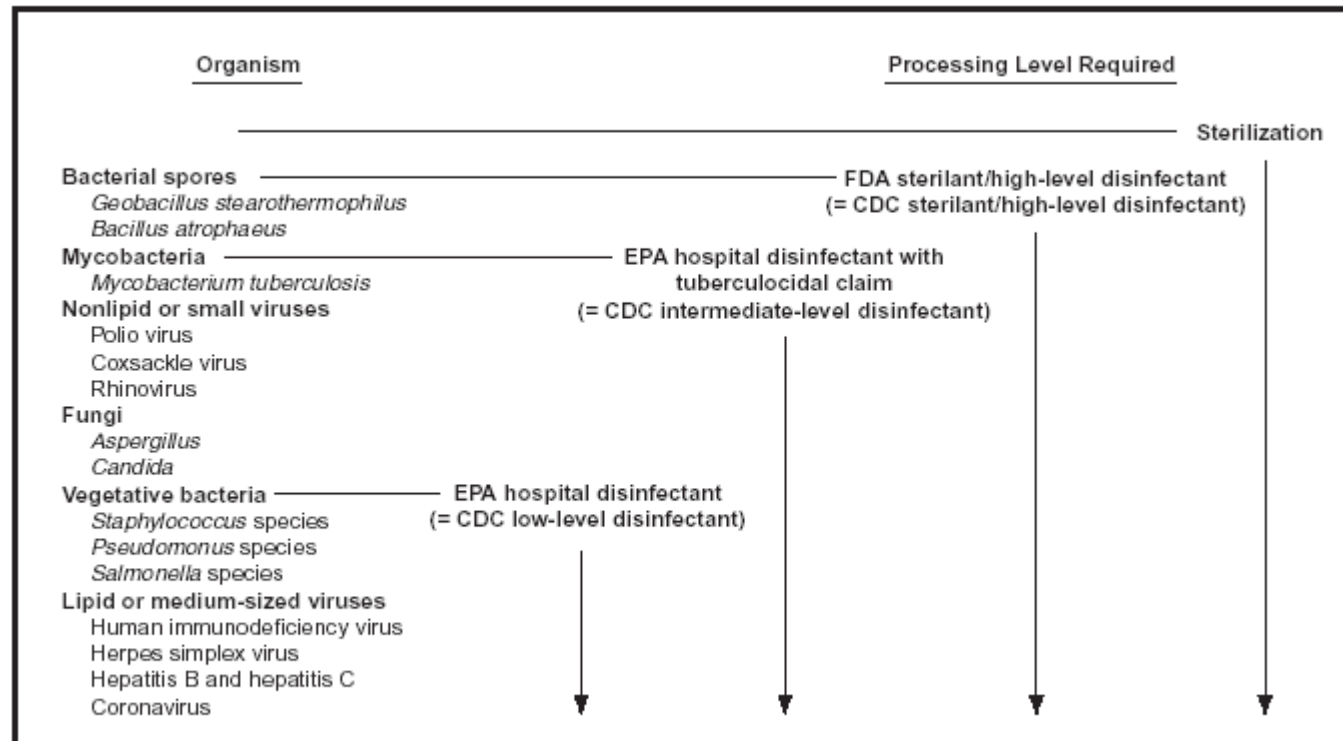 Organism
Processing Level Required
Sterilization
Bacterial spores
FDA sterilant/high-level disinfectant
Geobacillus stearothermophilus
(= CDC sterilant/high-level disinfectant)
Bacillus atrophaeus
Mycobacteria
EPA hospital disinfectant with
Mycobacterium tuberculosis
tuberculocidal claim
Nonlipid or small viruses
(= CDC intermediate-level disinfectant)
Polio virus
Coxsackle virus
Rhinovirus
Fungi
Aspergillus
Candida
Vegetative bacteria
EPA hospital disinfectant
Staphylococcus species
(= CDC low-level disinfectant)
Pseudomonus species
Salmonella species
Lipid or medium-sized viruses
Human immunodeficiency virus
Herpes simplex virus
Hepatitis B and hepatitis C
Coronavirus